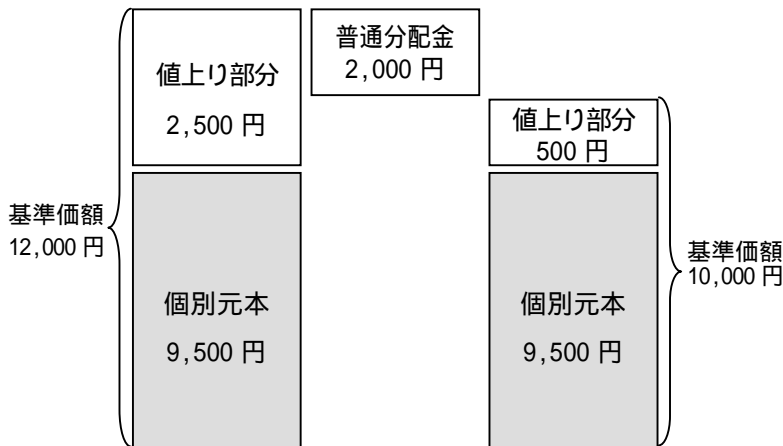 基準価額
12,000 円
値上り部分
2,500 円
個別元本
9,500 円
普通分配金
2,000 円
値上り部分
500 円
個別元本
9,500 円
基準価額
10,000 円